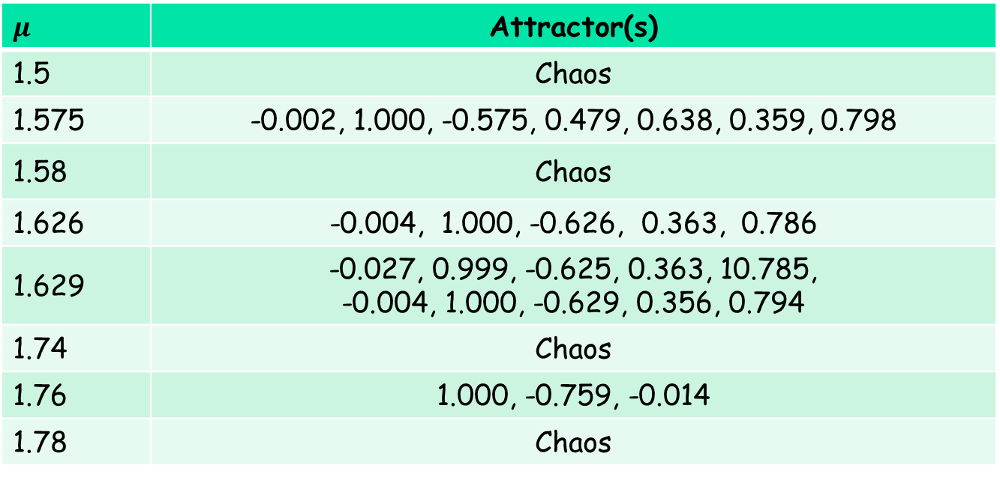 μ Attractor(s)
1.5 Chaos
1.575 -0.002, 1.000, -0.575, 0.479, 0.638, 0.359, 0.798
1.58 Chaos
1.626 -0.004, 1.000, -0.626, 0.363, 0.786
1.629 -0.027, 0.999, -0.625, 0.363, 10.785,
-0.004, 1.000, -0.629, 0.356, 0.794
1.74 Chaos
1.76 1.000, -0.759, -0.014
1.78 Chaos